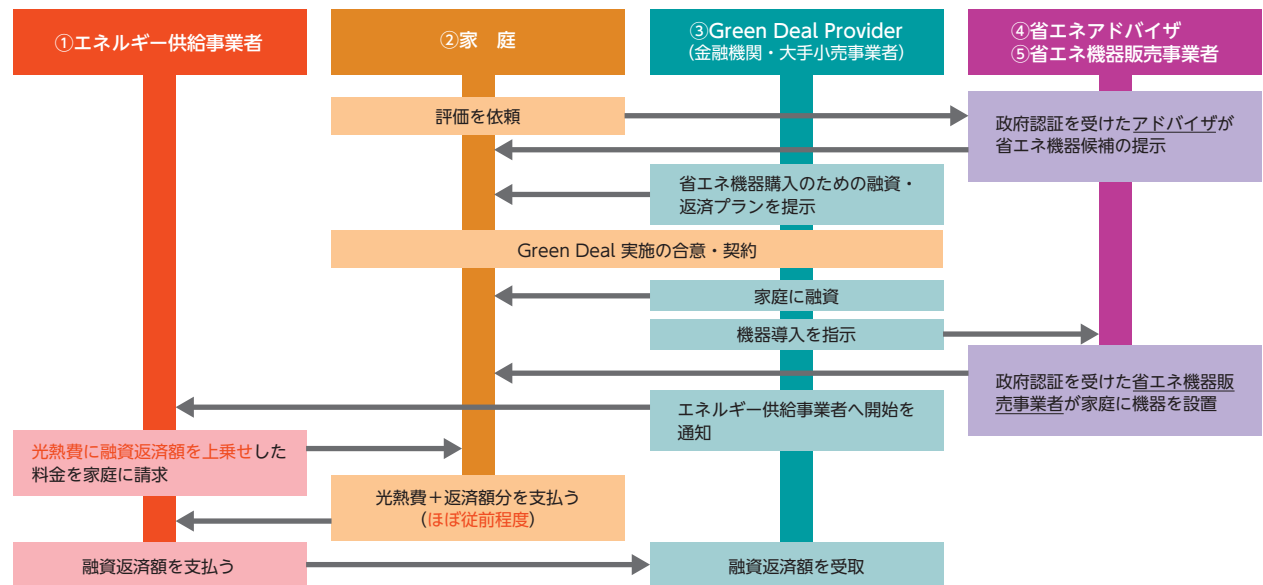 ①エネルギー供給事業者
②家　庭
③Green Deal Provider
(金融機関・大手小売事業者)
④省エネアドバイザ
⑤省エネ機器販売事業者
評価を依頼
政府認証を受けたアドバイザが
省エネ機器候補の提示
省エネ機器購入のための融資・
返済プランを提示
Green Deal 実施の合意・契約
家庭に融資
機器導入を指示
政府認証を受けた省エネ機器販
売事業者が家庭に機器を設置
エネルギー供給事業者へ開始を
通知
光熱費に融資返済額を上乗せした
料金を家庭に請求
光熱費＋返済額分を支払う
(ほぼ従前程度)
融資返済額を支払う
融資返済額を受取